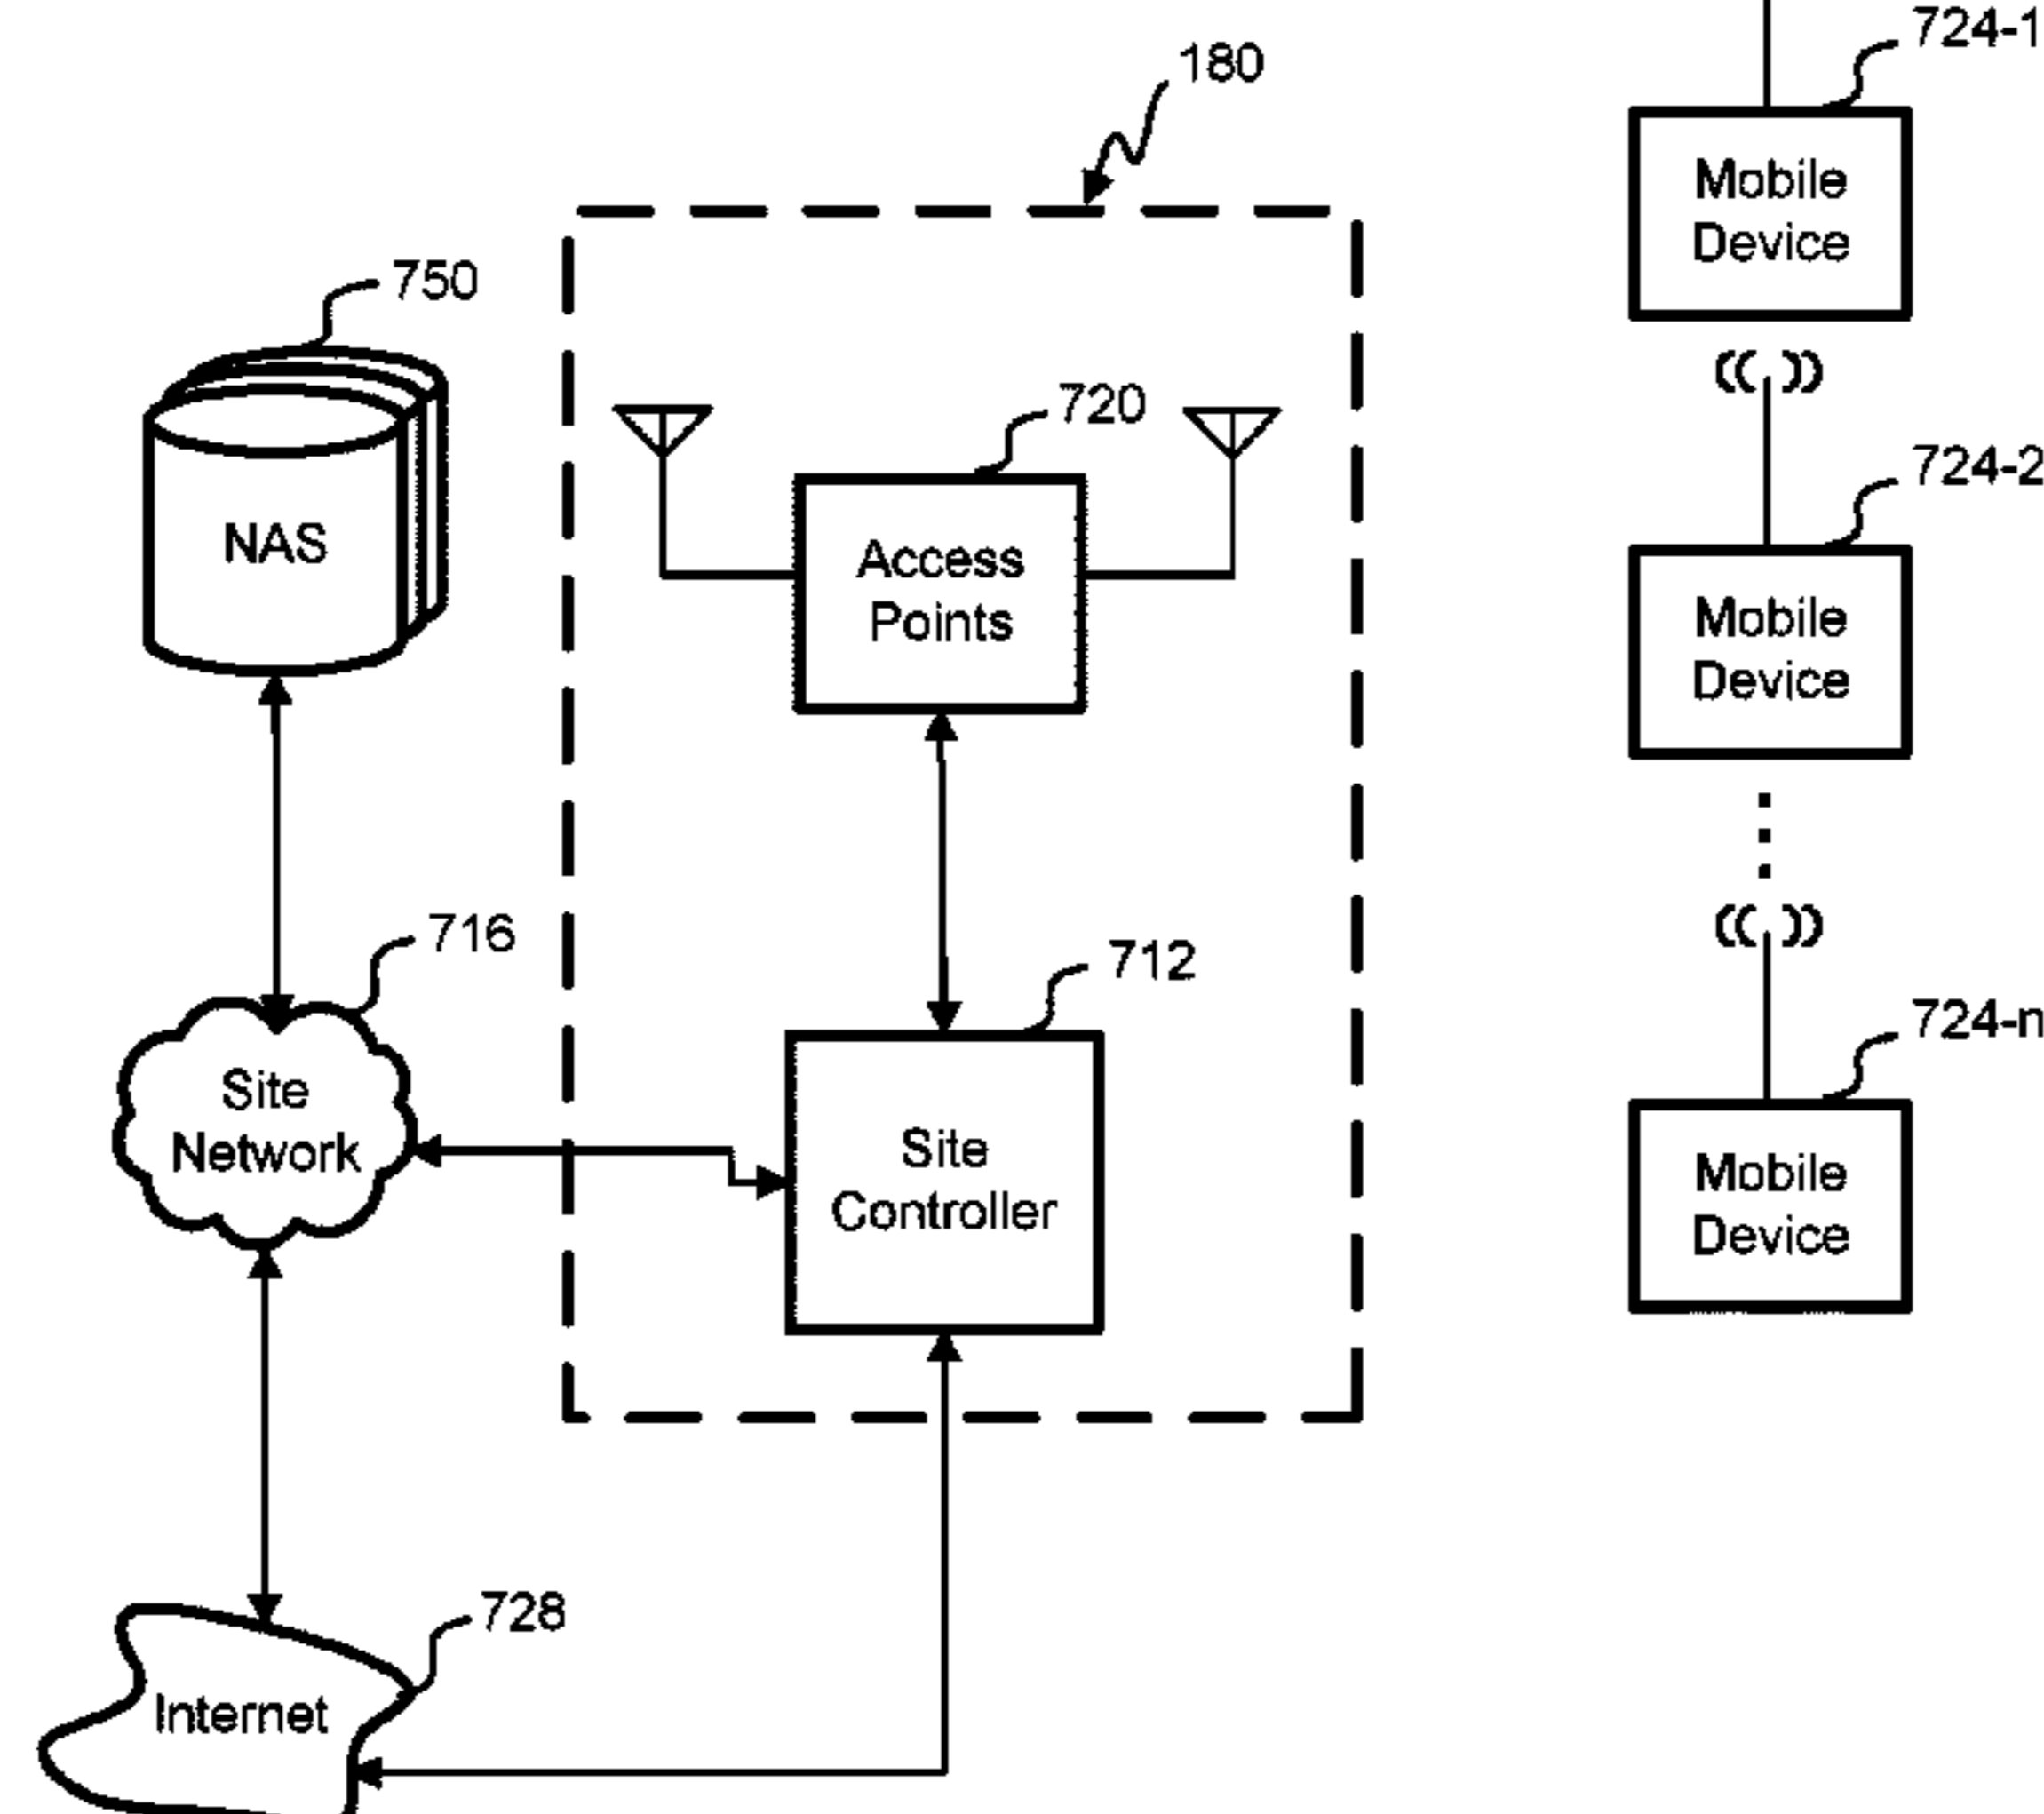 724-1
180
Mobile
Device
750
720
724-2
NAS
Access
Points
Mobile
Device
716
712
724-n
Site
Network
Site
Controller
Mobile
Device
728
Internet